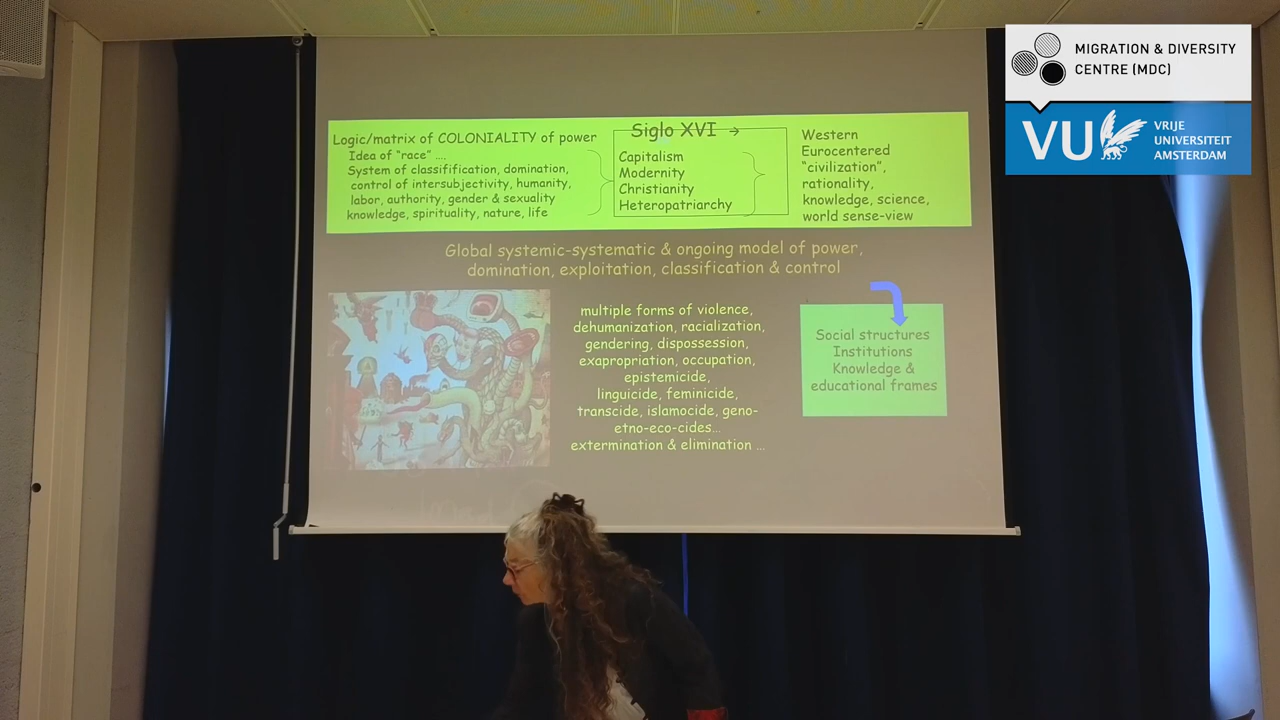 MIGRATION & DIVERSITY
CENTRE (MDC)
VU
VRIJE
UNIVERSITEIT
AMSTERDAM
Logic/matrix of COLONIALITY of power
Idea of "race" ....
System of classifification, domination,
control of intersubjectivity, humanity,
labor, authority, gender & sexuality
knowledge, spirituality, nature, life
Siglo XVI →
Capitalism
Modernity
Christianity
Heteropatriarchy
Western
Eurocentered
"civilization",
rationality,
knowledge, science,
world sense-view
Global systemic-systematic & ongoing model of power,
domination, exploitation, classification & control
multiple forms of violence,
dehumanization, racialization,
gendering, dispossession,
exapropriation, occupation,
epistemicide,
linguicide, feminicide,
transcide, islamocide, geno-
etno-eco-cides...
extermination & elimination ...
Social structures
Institutions
Knowledge &
educational frames